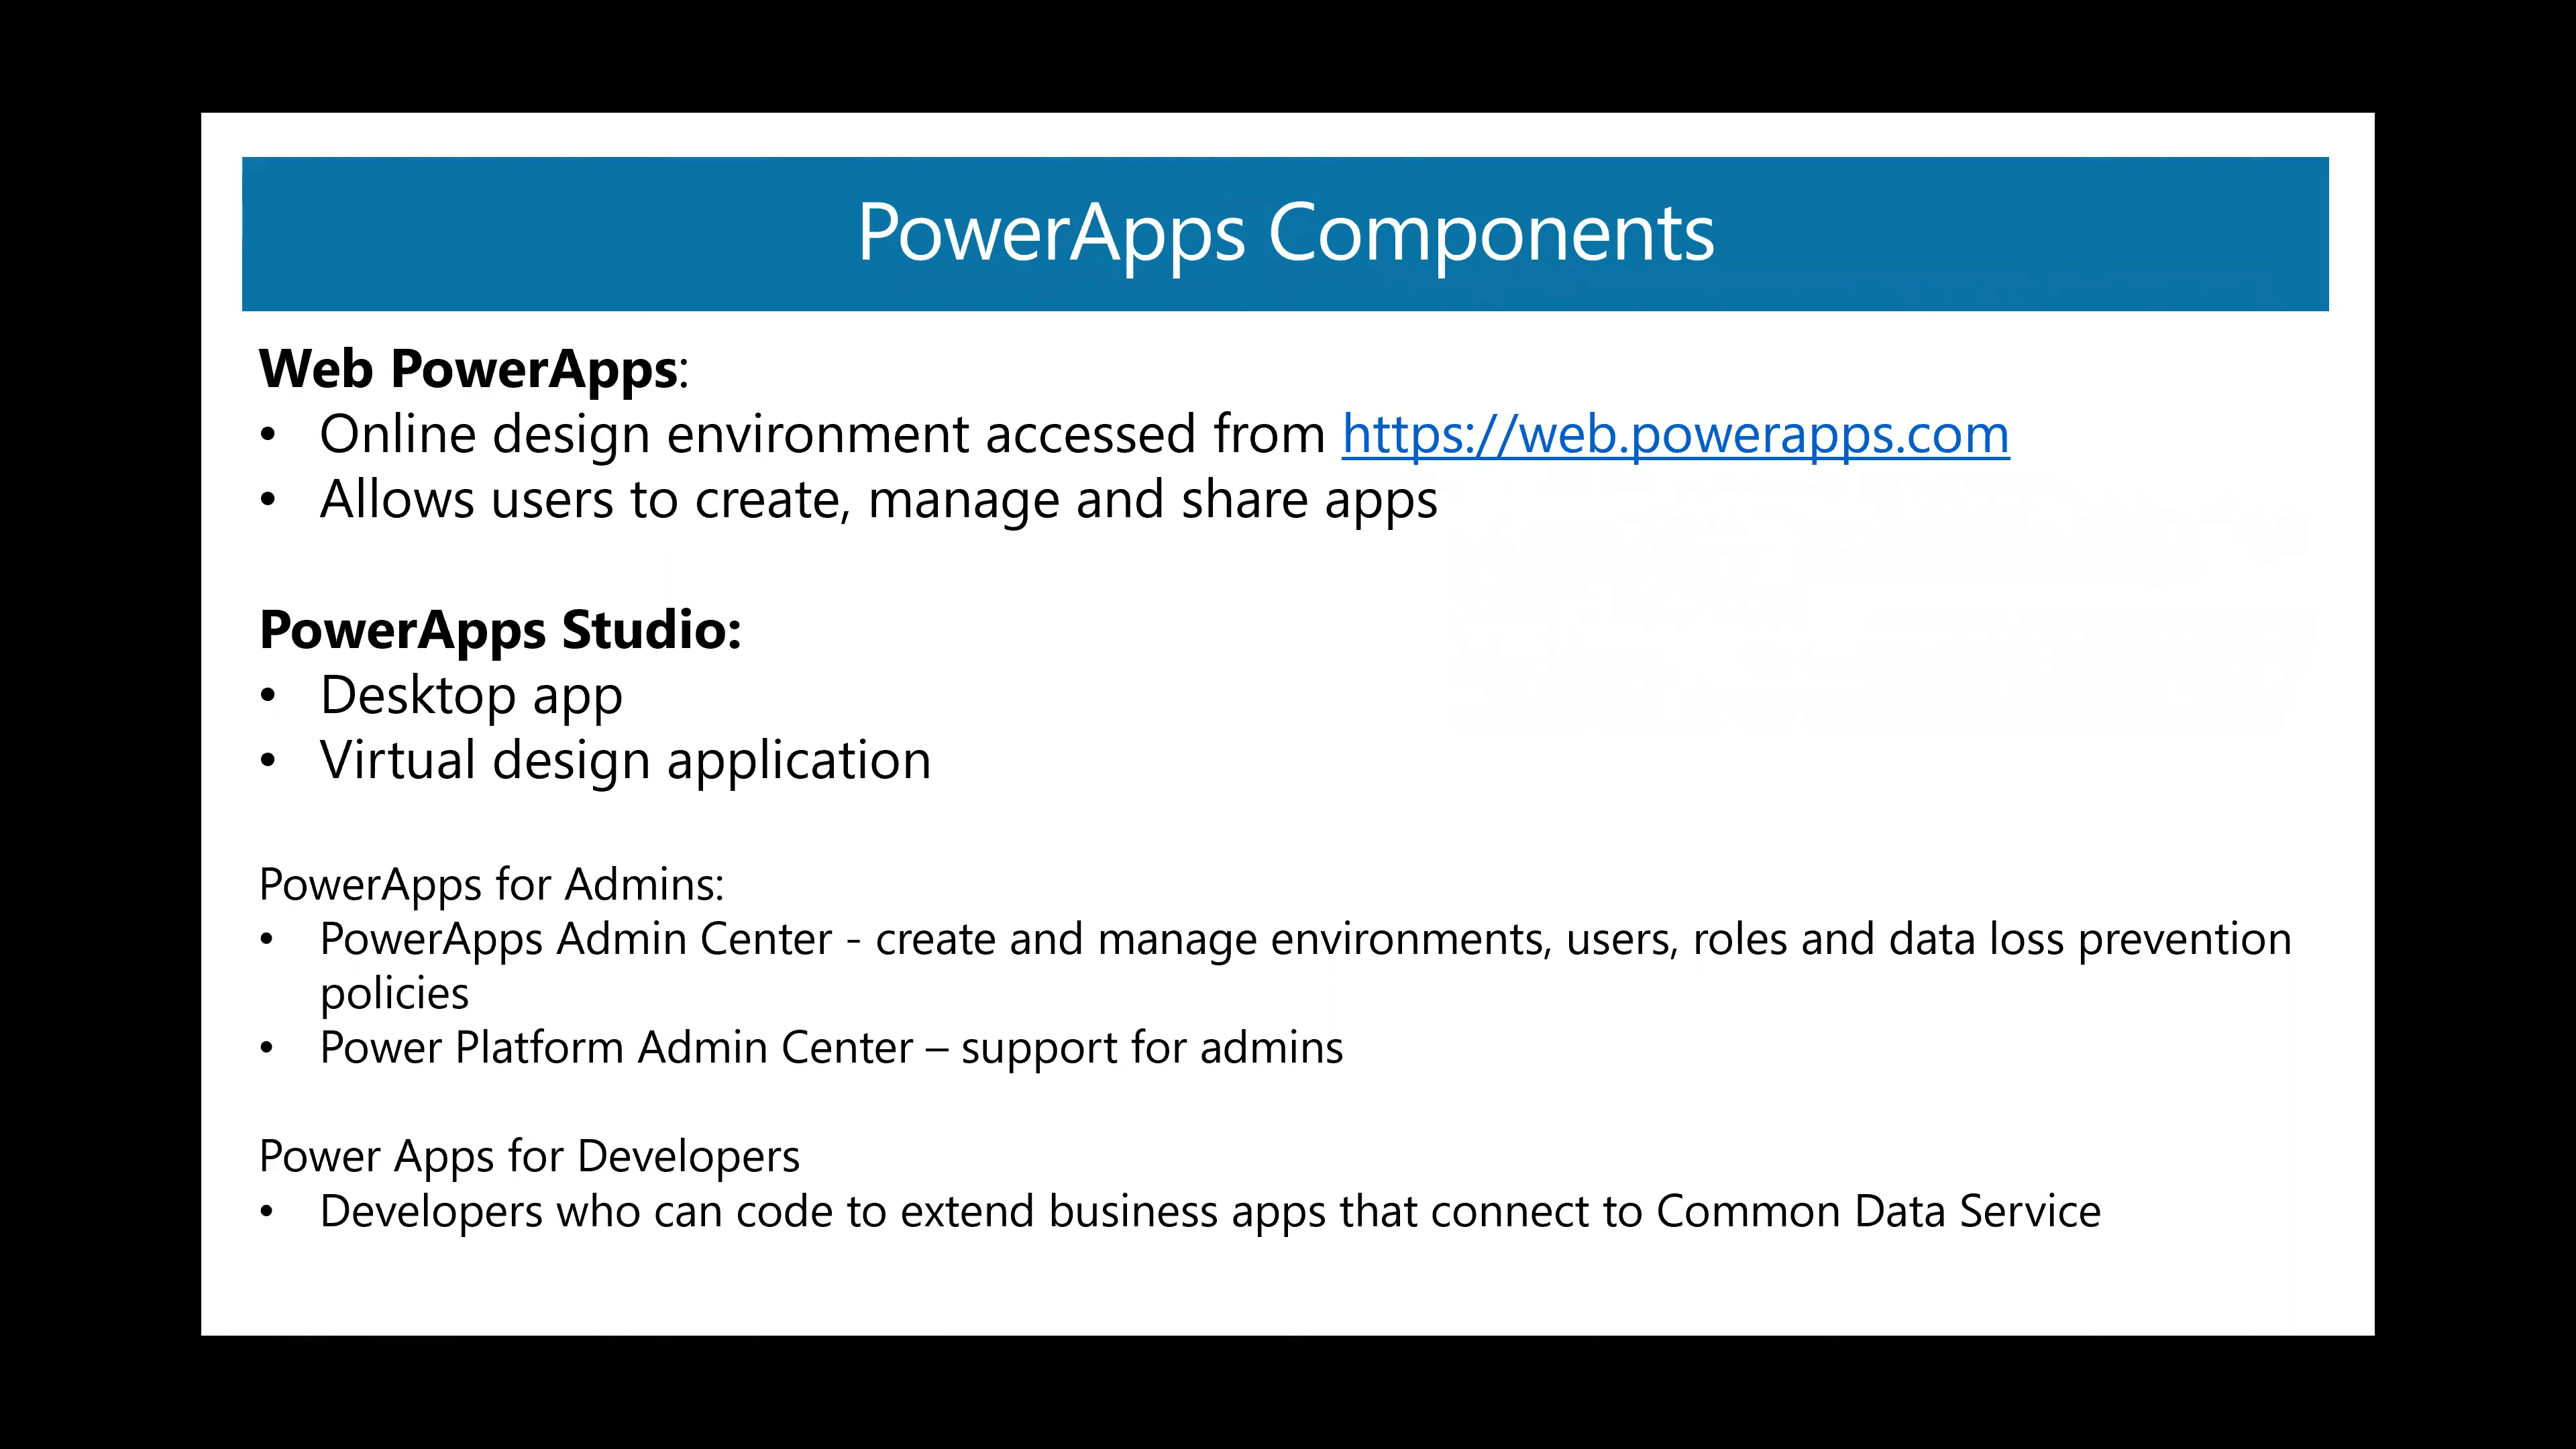 PowerApps Components
Web PowerApps:
• Online design environment accessed from https://web.powerapps.com
• Allows users to create, manage and share apps
PowerApps Studio:
• Desktop app
• Virtual design application
PowerApps for Admins:
• PowerApps Admin Center - create and manage environments, users, roles and data loss prevention
policies
• Power Platform Admin Center – support for admins
Power Apps for Developers
• Developers who can code to extend business apps that connect to Common Data Service